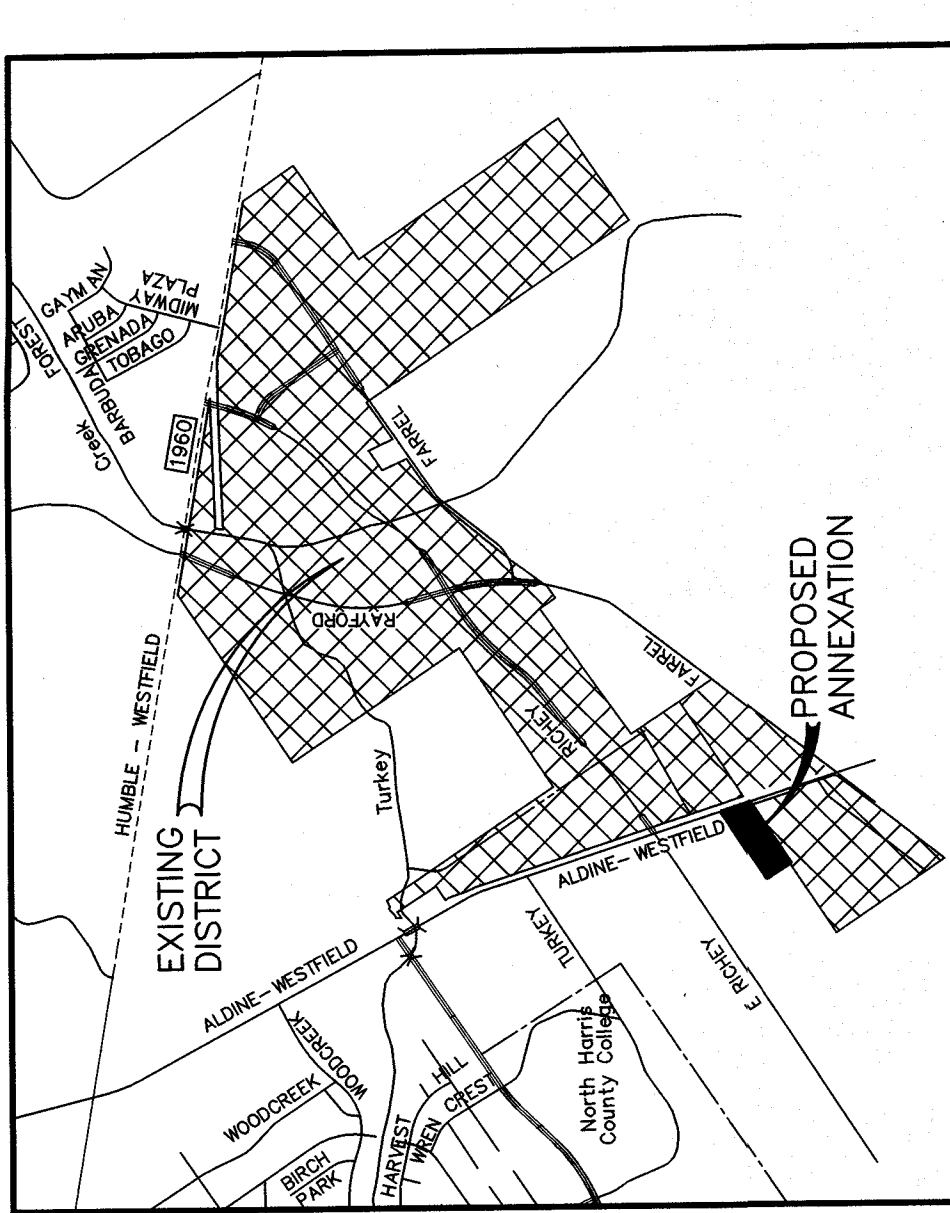 FOREST
GAYMAN
ARUBA
GRENADA
TOBAGO
BARBUDA
MIDWAY
PLAZA
Creek
1960
HUMBLE - WESTFIELD
EXISTING
DISTRICT
RAYFORD
FARREL
Turkey
RICHEY
FARREL
PROPOSED
ANNEXATION
ALDINE-WESTFIELD
ALDINE-WESTFIELD
TURKEY
E RICHEY
WOODCREEK
WOODCREEK
BIRCH
PARK
HARVEST
HILL
WREN
CREST
North Harris
County College